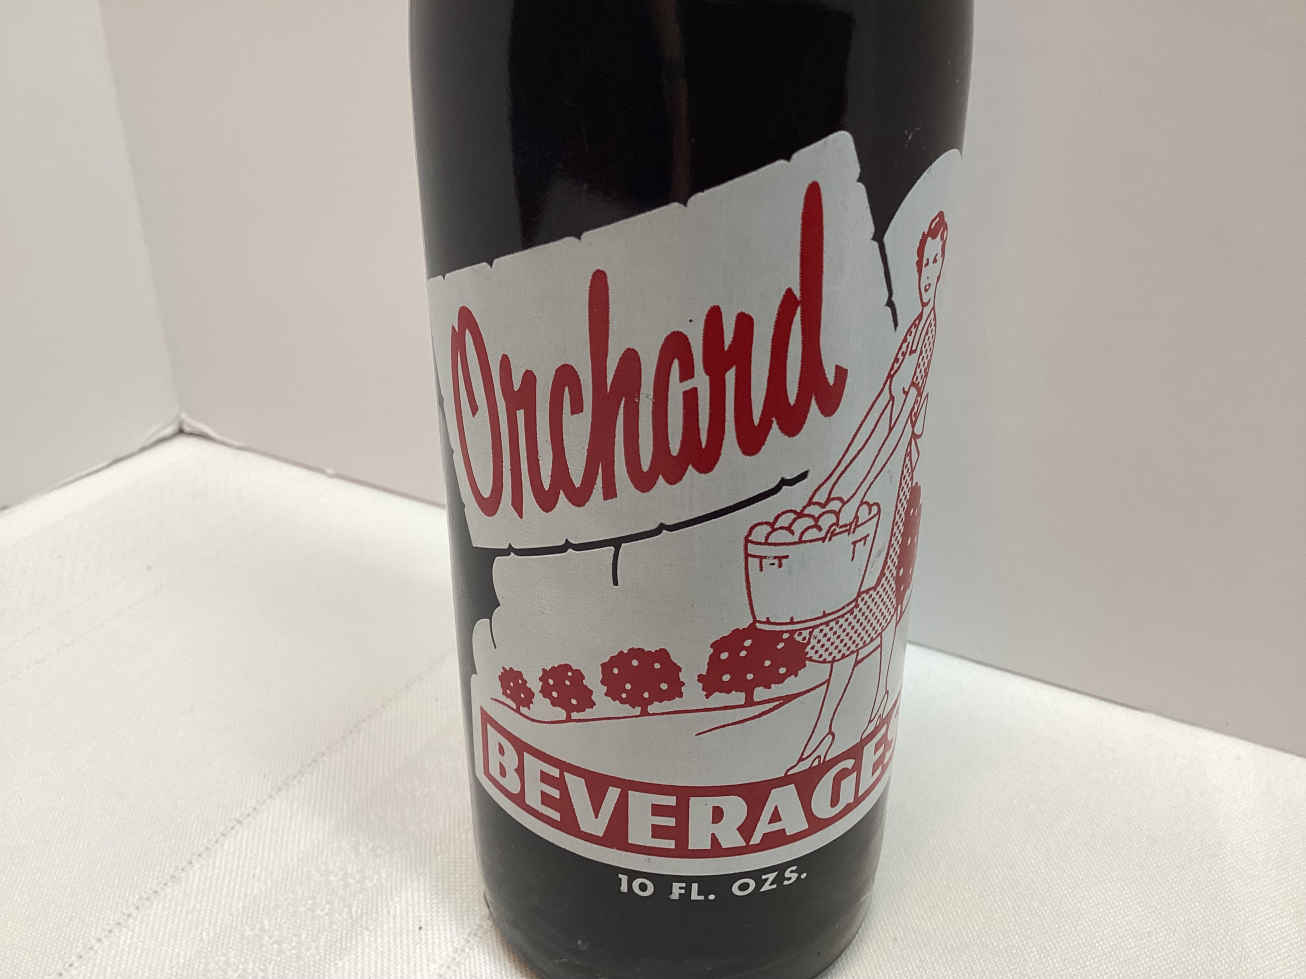 Orchard
BEVERAGES
10 FL. OZS.